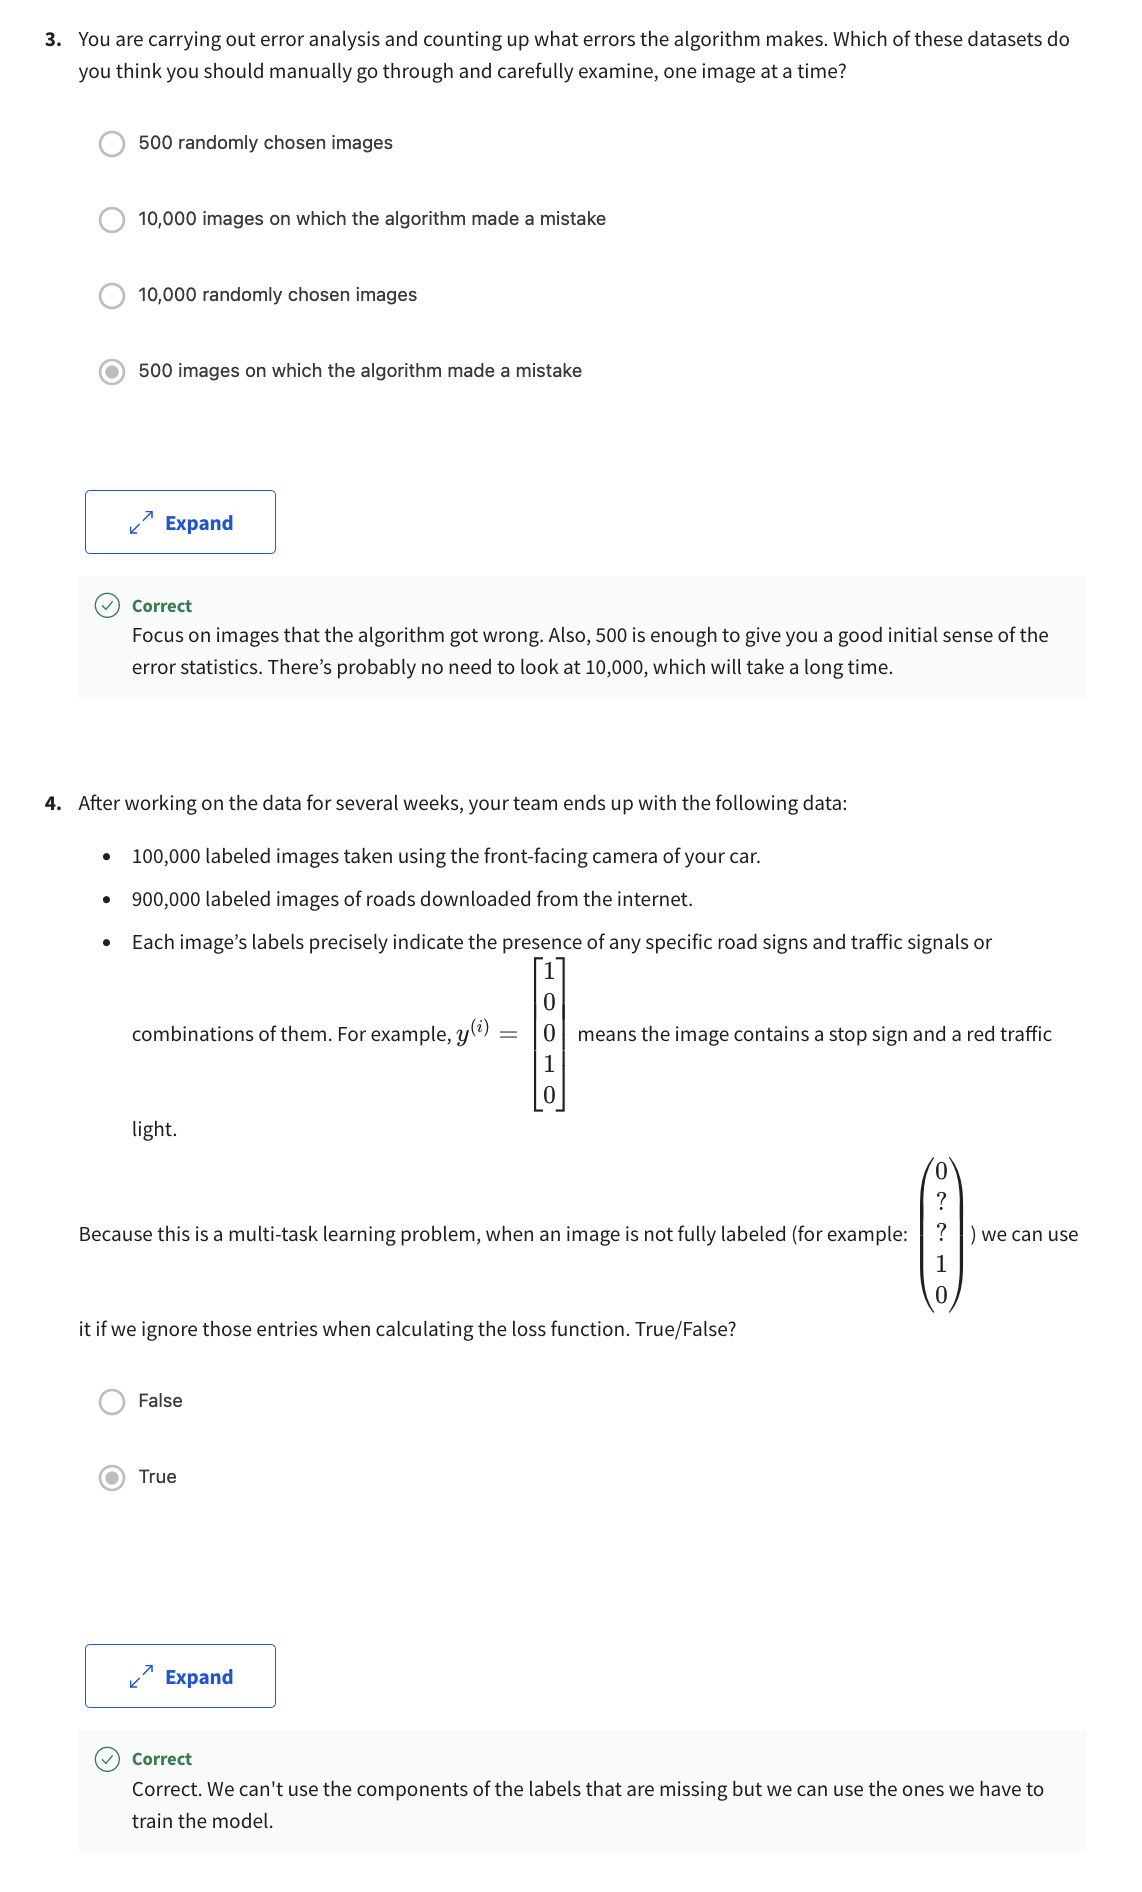 3. You are carrying out error analysis and counting up what errors the algorithm makes. Which of these datasets do
you think you should manually go through and carefully examine, one image at a time?
500 randomly chosen images
10,000 images on which the algorithm made a mistake
10,000 randomly chosen images
500 images on which the algorithm made a mistake
Expand
Correct
Focus on images that the algorithm got wrong. Also, 500 is enough to give you a good initial sense of the
error statistics. There’s probably no need to look at 10,000, which will take a long time.
4. After working on the data for several weeks, your team ends up with the following data:
• 100,000 labeled images taken using the front-facing camera of your car.
• 900,000 labeled images of roads downloaded from the internet.
• Each image’s labels precisely indicate the presence of any specific road signs and traffic signals or
combinations of them. For example, y^(i) = [1 0 0 1 0] means the image contains a stop sign and a red traffic
light.
Because this is a multi-task learning problem, when an image is not fully labeled (for example: (0 ? ? 1 0) ) we can use
it if we ignore those entries when calculating the loss function. True/False?
False
True
Expand
Correct
Correct. We can't use the components of the labels that are missing but we can use the ones we have to
train the model.